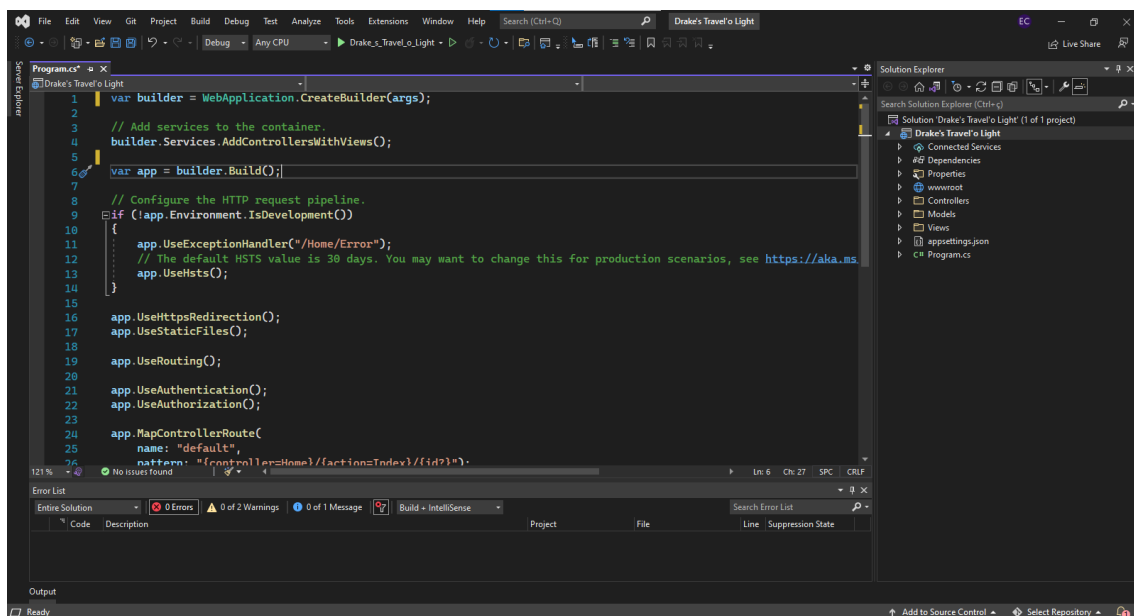 File Edit View Git Project Build Debug Test Analyze Tools Extensions Window Help Search (Ctrl+Q) Drake's Travel'o Light EC
Debug Any CPU Drake_s_Travel_o_Light Live Share
Server Explorer
Program.cs*
Drake's Travel'o Light
1 var builder = WebApplication.CreateBuilder(args);
2
3 // Add services to the container.
4 builder.Services.AddControllersWithViews();
5
6 var app = builder.Build();
7
8 // Configure the HTTP request pipeline.
9 if (!app.Environment.IsDevelopment())
10 {
11 app.UseExceptionHandler("/Home/Error");
12 // The default HSTS value is 30 days. You may want to change this for production scenarios, see https://aka.ms
13 app.UseHsts();
14 }
15
16 app.UseHttpsRedirection();
17 app.UseStaticFiles();
18
19 app.UseRouting();
20
21 app.UseAuthentication();
22 app.UseAuthorization();
23
24 app.MapControllerRoute(
25 name: "default",
26 pattern: "{controller=Home}/{action=Index}/{id?}");
121 % No issues found Ln: 6 Ch: 27 SPC CRLF
Error List
Entire Solution 0 Errors 0 of 2 Warnings 0 of 1 Message Build + IntelliSense Search Error List
Code Description Project File Line Suppression State
Output
Solution Explorer
Search Solution Explorer (Ctrl+ç)
Solution 'Drake's Travel'o Light' (1 of 1 project)
Drake's Travel'o Light
Connected Services
Dependencies
Properties
wwwroot
Controllers
Models
Views
appsettings.json
C# Program.cs
Ready Add to Source Control Select Repository 1